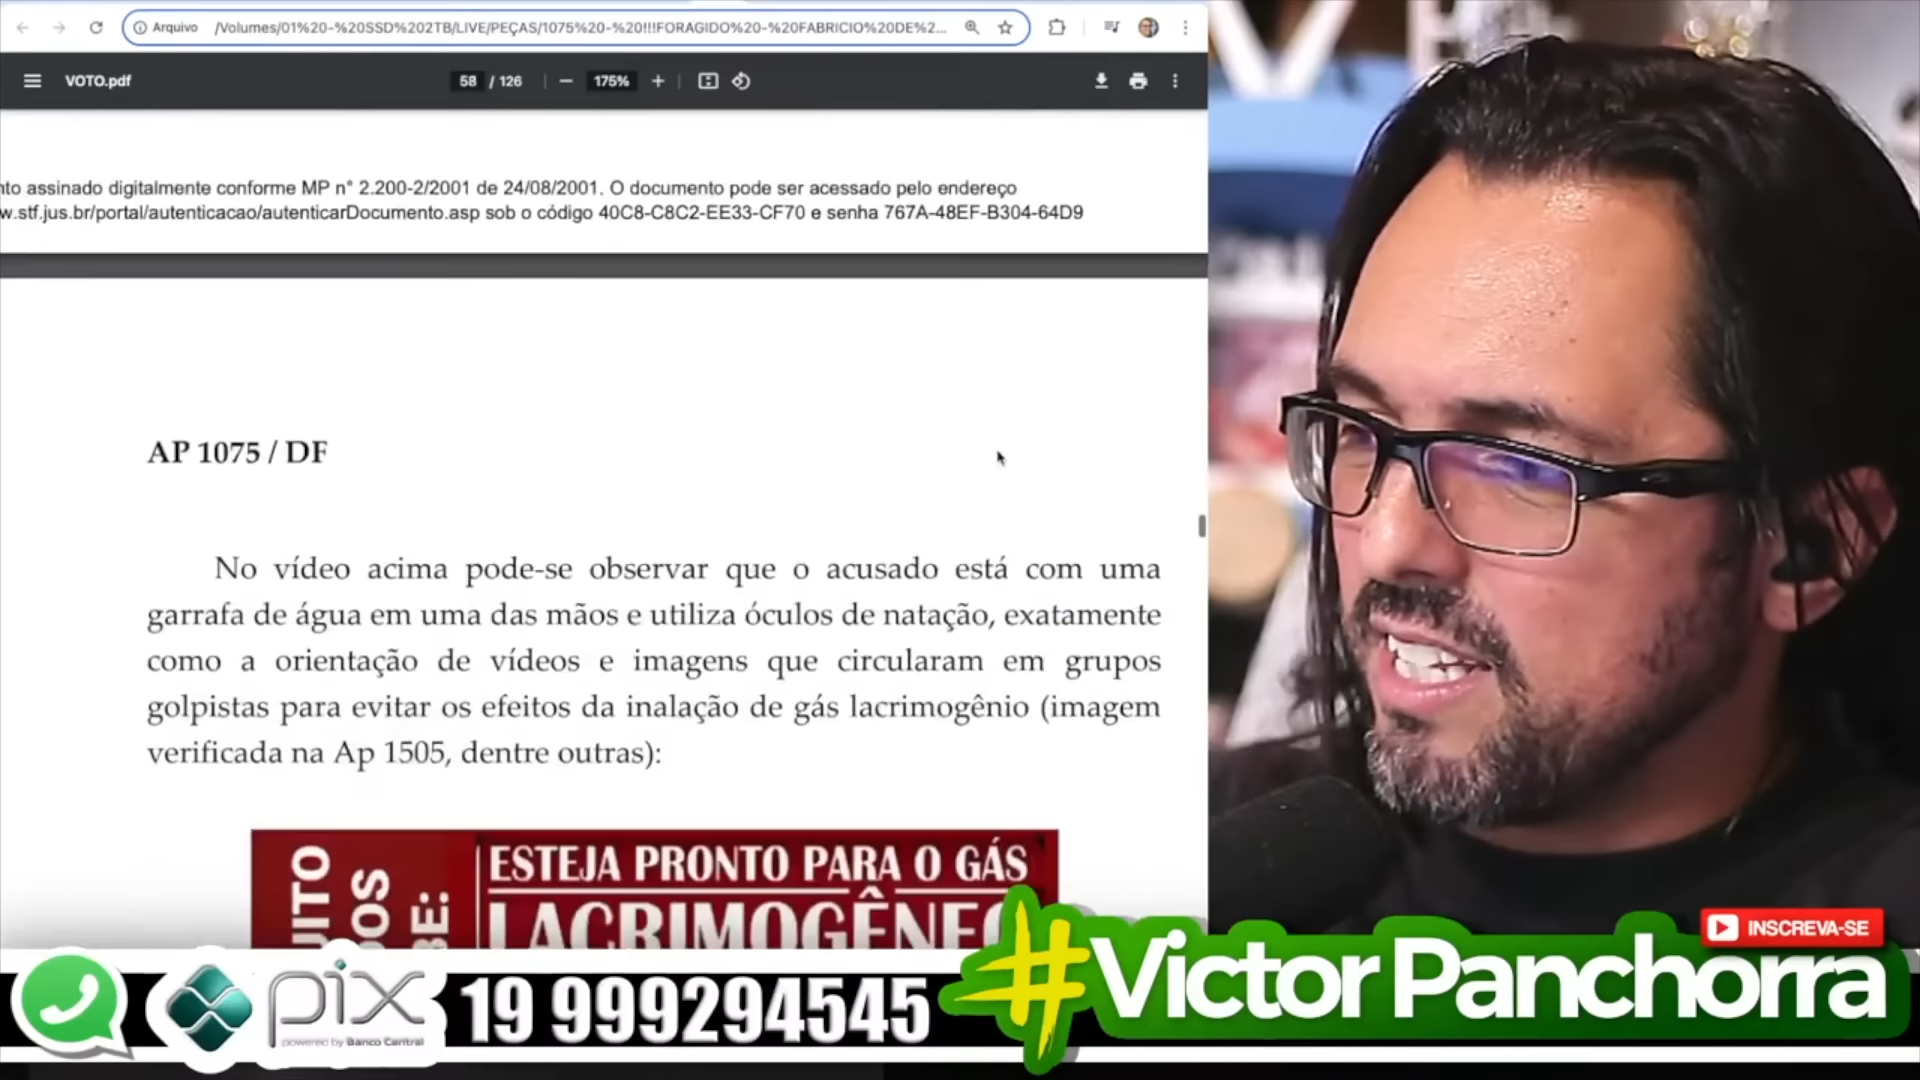 Arquivo /Volumes/01%20-%20SSD%202TB/LIVE/PEÇAS/1075%20-%20!!!FORAGIDO%20-%20FABRICIO%20DE%2...
VOTO.pdf 58 / 126 175%
nto assinado digitalmente conforme MP n° 2.200-2/2001 de 24/08/2001. O documento pode ser acessado pelo endereço
w.stf.jus.br/portal/autenticacao/autenticarDocumento.asp sob o código 40C8-C8C2-EE33-CF70 e senha 767A-48EF-B304-64D9
AP 1075 / DF
No vídeo acima pode-se observar que o acusado está com uma
garrafa de água em uma das mãos e utiliza óculos de natação, exatamente
como a orientação de vídeos e imagens que circularam em grupos
golpistas para evitar os efeitos da inalação de gás lacrimogênio (imagem
verificada na Ap 1505, dentre outras):
ESTEJA PRONTO PARA O GÁS
LACRIMOGÊNEO
INSCREVA-SE
pix
powered by Banco Central
19 999294545
#Victor Panchorra